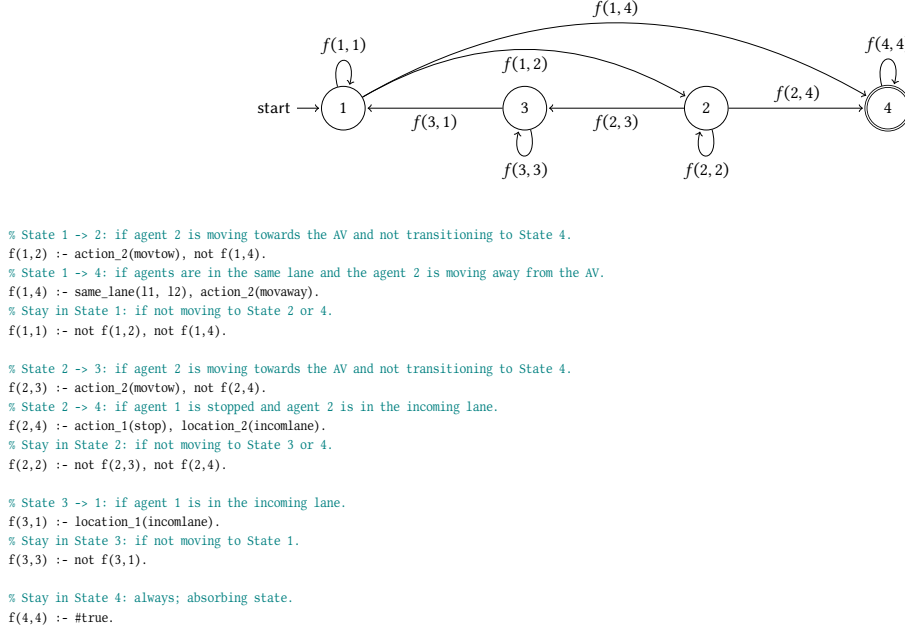 f(1, 4)
f(1, 1)
f(4, 4
f(1, 2)
f(2, 4)
start
1
3
2
4
f(3, 1)
f(2, 3)
f(3, 3)
f(2, 2)
% State 1 -> 2: if agent 2 is moving towards the AV and not transitioning to State 4.
f(1,2) :- action_2(movtow), not f(1,4).
% State 1 -> 4: if agents are in the same lane and the agent 2 is moving away from the AV.
f(1,4) :- same_lane(l1, l2), action_2(movaway).
% Stay in State 1: if not moving to State 2 or 4.
f(1,1) :- not f(1,2), not f(1,4).
% State 2 -> 3: if agent 2 is moving towards the AV and not transitioning to State 4.
f(2,3) :- action_2(movtow), not f(2,4).
% State 2 -> 4: if agent 1 is stopped and agent 2 is in the incoming lane.
f(2,4) :- action_1(stop), location_2(incomlane).
% Stay in State 2: if not moving to State 3 or 4.
f(2,2) :- not f(2,3), not f(2,4).
% State 3 -> 1: if agent 1 is in the incoming lane.
f(3,1) :- location_1(incomlane).
% Stay in State 3: if not moving to State 1.
f(3,3) :- not f(3,1).
% Stay in State 4: always; absorbing state.
f(4,4) :- #true.